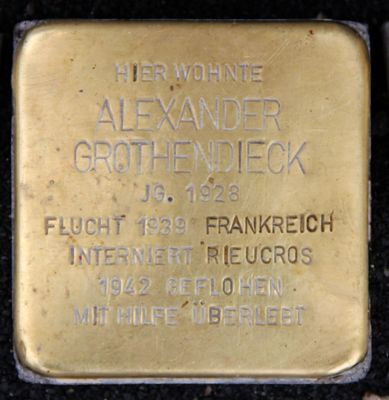 HIER WOHNTE
ALEXANDER
GROTHENDIECK
JG. 1928
FLUCHT 1939 FRANKREICH
INTERNIERT RIEUCROS
1942 GEFLOHEN
MIT HILFE ÜBERLEBT